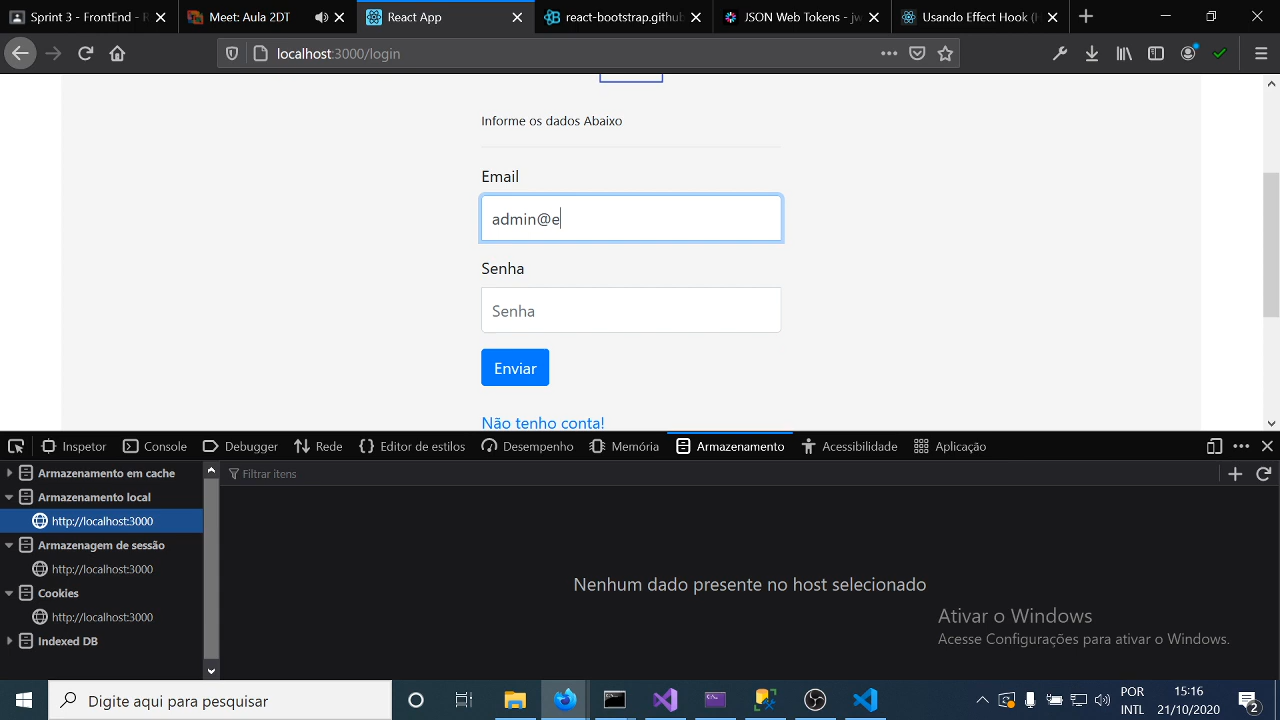 Sprint 3 - FrontEnd - R
Meet: Aula 2DT
React App
react-bootstrap.github
JSON Web Tokens - jw
Usando Effect Hook (
localhost:3000/login
Informe os dados Abaixo
Email
admin@e
Senha
Senha
Enviar
Não tenho conta!
Inspetor
Console
Debugger
Rede
Editor de estilos
Desempenho
Memória
Armazenamento
Acessibilidade
Aplicação
Armazenamento em cache
Filtrar itens
Armazenamento local
http://localhost:3000
Armazenagem de sessão
http://localhost:3000
Cookies
http://localhost:3000
Indexed DB
Nenhum dado presente no host selecionado
Ativar o Windows
Acesse Configurações para ativar o Windows.
Digite aqui para pesquisar
POR
INTL
15:16
21/10/2020
2